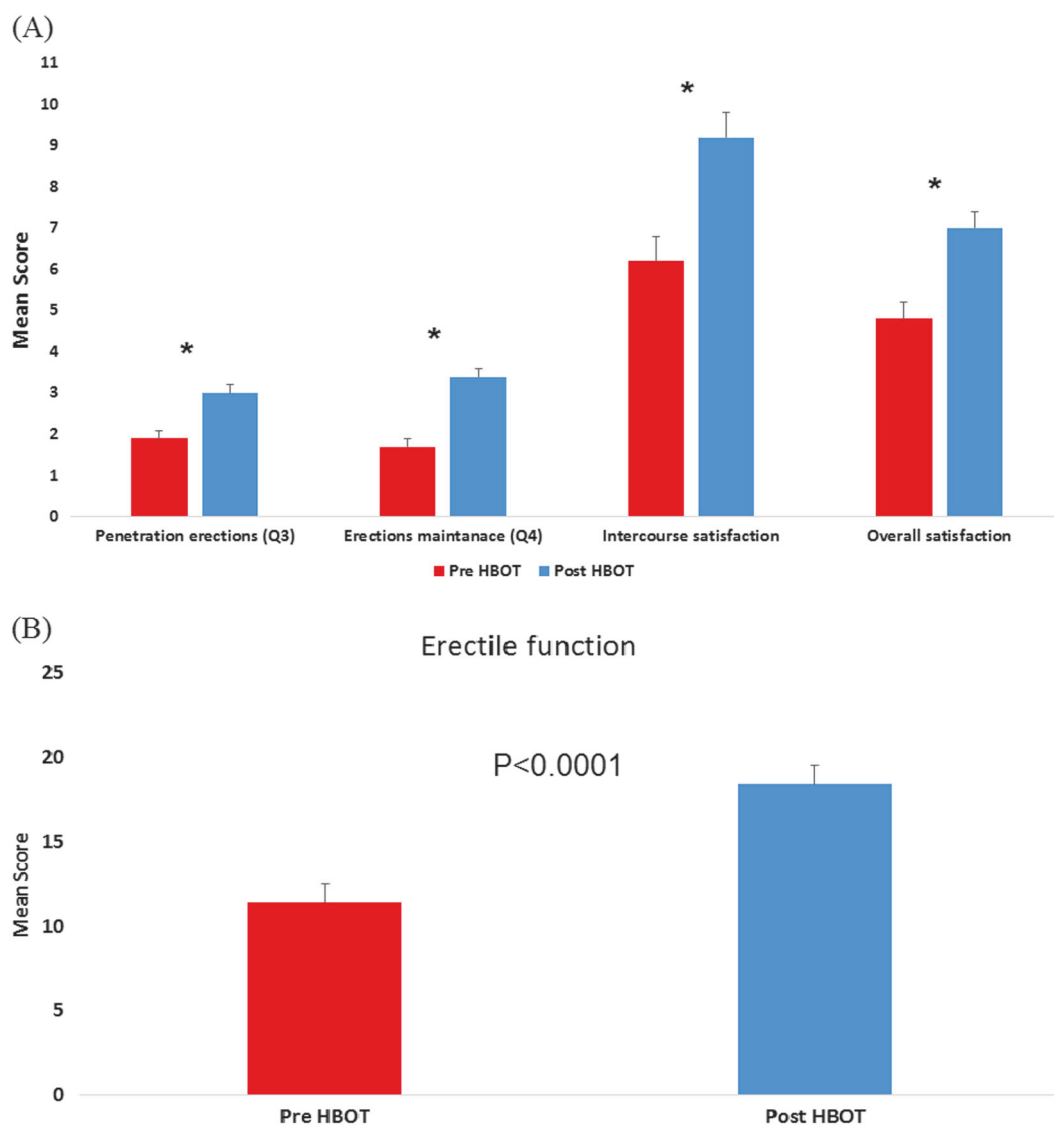 (A)
11
10
9
8
7
6
5
4
3
2
1
0
Mean Score
*
*
*
*
Penetration erections (Q3) Erections maintanace (Q4) Intercourse satisfaction Overall satisfaction
Pre HBOT Post HBOT
(B)
Erectile function
25
20
15
10
5
0
Mean Score
P<0.0001
Pre HBOT Post HBOT